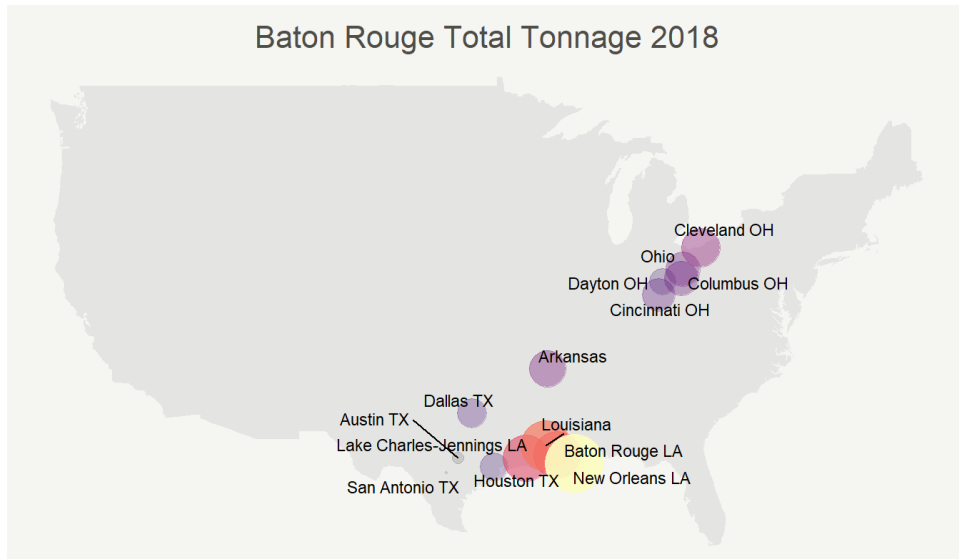 Baton Rouge Total Tonnage 2018
Cleveland OH
Ohio
Dayton OH
Columbus OH
Cincinnati OH
Arkansas
Dallas TX
Austin TX
Louisiana
Lake Charles-Jennings LA
Baton Rouge LA
New Orleans LA
Houston TX
San Antonio TX